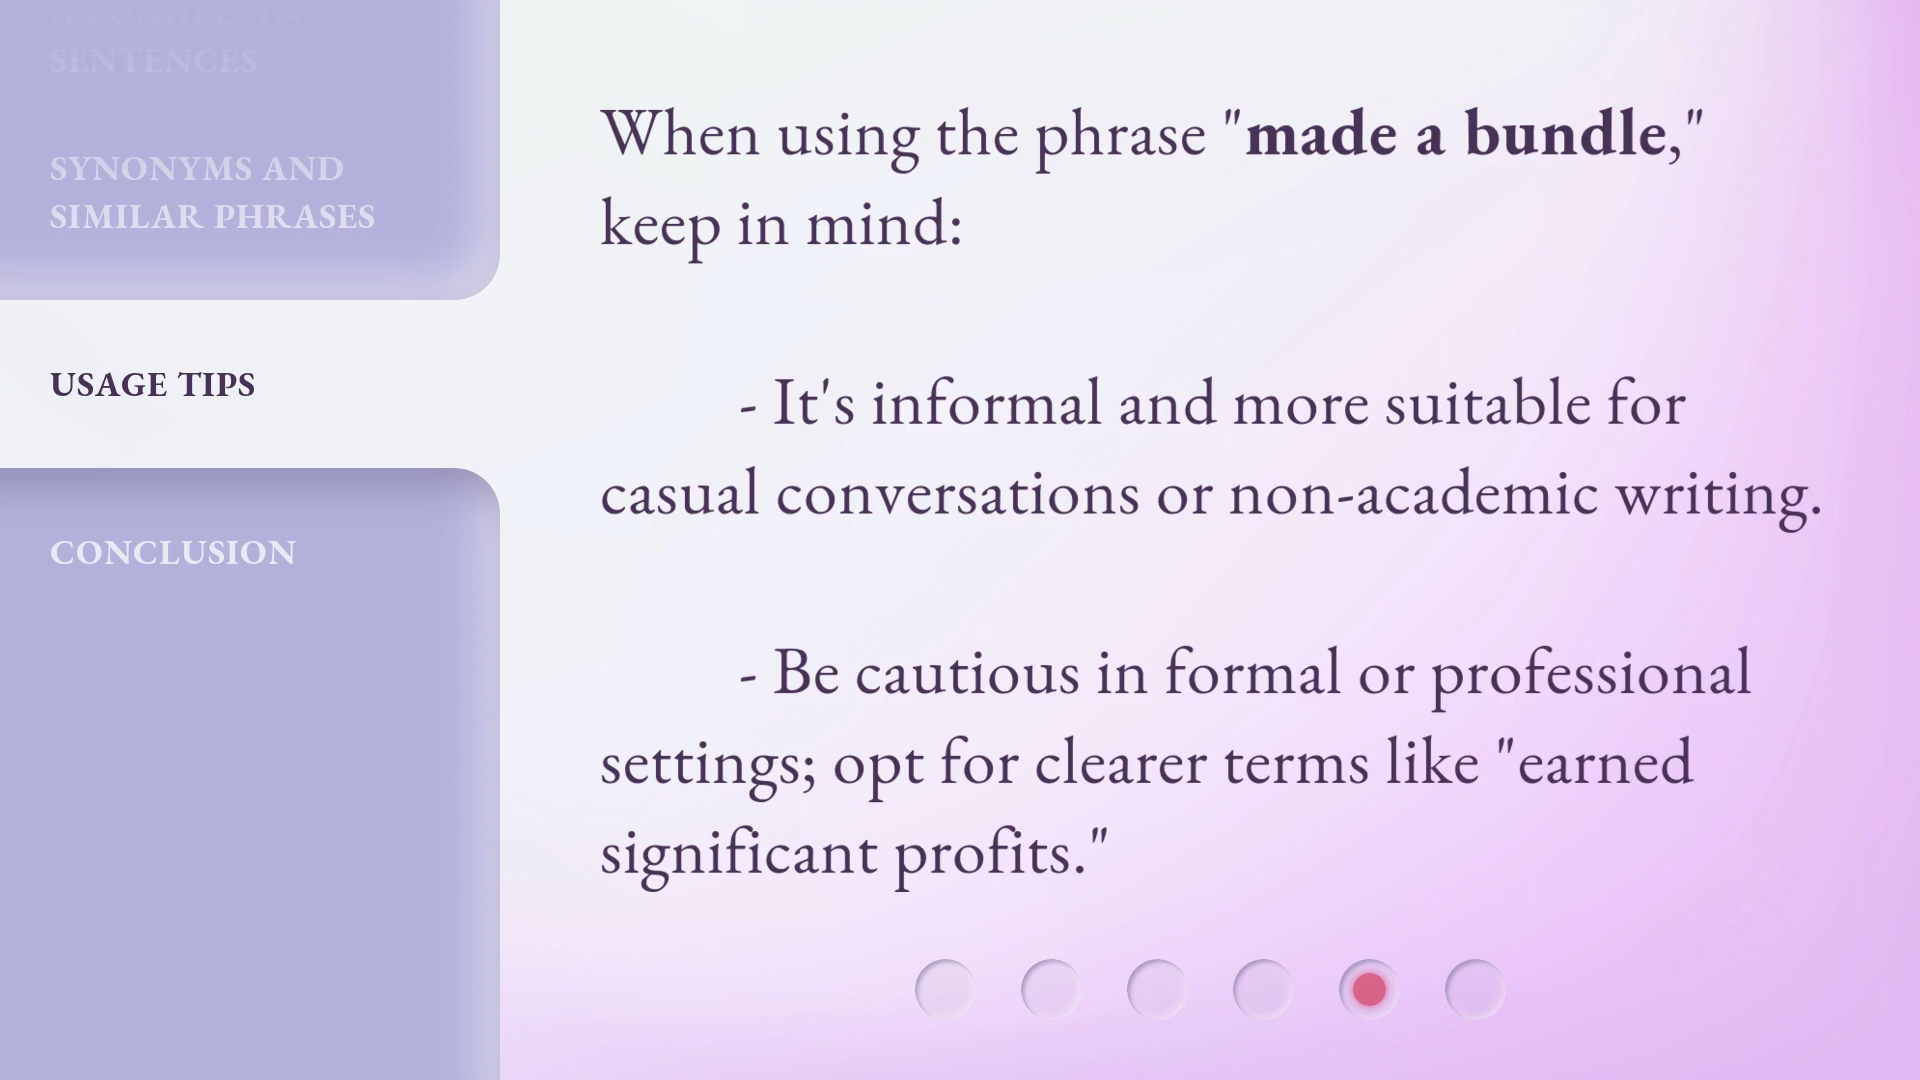 A BUNDLE" IN
SENTENCES
SYNONYMS AND
SIMILAR PHRASES
USAGE TIPS
CONCLUSION
When using the phrase "made a bundle,"
keep in mind:
- It's informal and more suitable for
casual conversations or non-academic writing.
- Be cautious in formal or professional
settings; opt for clearer terms like "earned
significant profits."